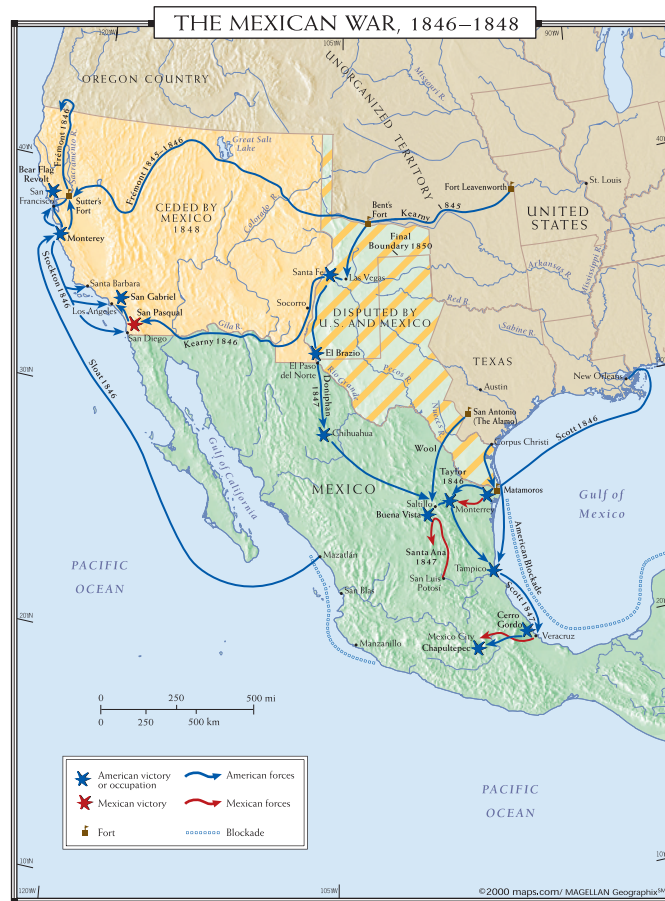 THE MEXICAN WAR, 1846–1848
120°W
105°W
90°W
OREGON COUNTRY
UNORGANIZED TERRITORY
Missouri R.
40°N
Frémont 1846
Sacramento R.
Great Salt
Lake
Frémont 1845–1846
Bear Flag
Revolt
San
Francisco
Sutter's
Fort
CEDED BY
MEXICO
1848
Colorado R.
Bent's
Fort
Kearny 1845
Fort Leavenworth
St. Louis
UNITED
STATES
Monterey
Final
Boundary 1850
Arkansas R.
Mississippi R.
Stockton 1846
Santa Fe
Las Vegas
Santa Barbara
San Gabriel
Los Angeles
San Pasqual
Socorro
DISPUTED BY
U.S. AND MEXICO
Red R.
San Diego
Gila R.
Kearny 1846
Sabine R.
El Brazio
30°N
El Paso
del Norte
Rio Grande
Pecos R.
TEXAS
New Orleans
Sloat 1846
Doniphan
1847
Austin
Nueces R.
San Antonio
(The Alamo)
Chihuahua
Wool
Corpus Christi
Scott 1846
Gulf of
California
MEXICO
Taylor
1846
Saltillo
Monterrey
Matamoros
Buena Vista
Gulf of
Mexico
Santa Ana
1847
American Blockade
PACIFIC
OCEAN
Mazatlán
San Luis
Potosí
Tampico
San Blas
Scott 1847
20°N
Cerro
Gordo
Manzanillo
Mexico City
Chapultepec
Veracruz
0 250 500 mi
0 250 500 km
American victory
or occupation
American forces
Mexican victory
Mexican forces
Fort
Blockade
PACIFIC
OCEAN
10°N
120°W
105°W
©2000 maps.com/ MAGELLAN Geographix℠